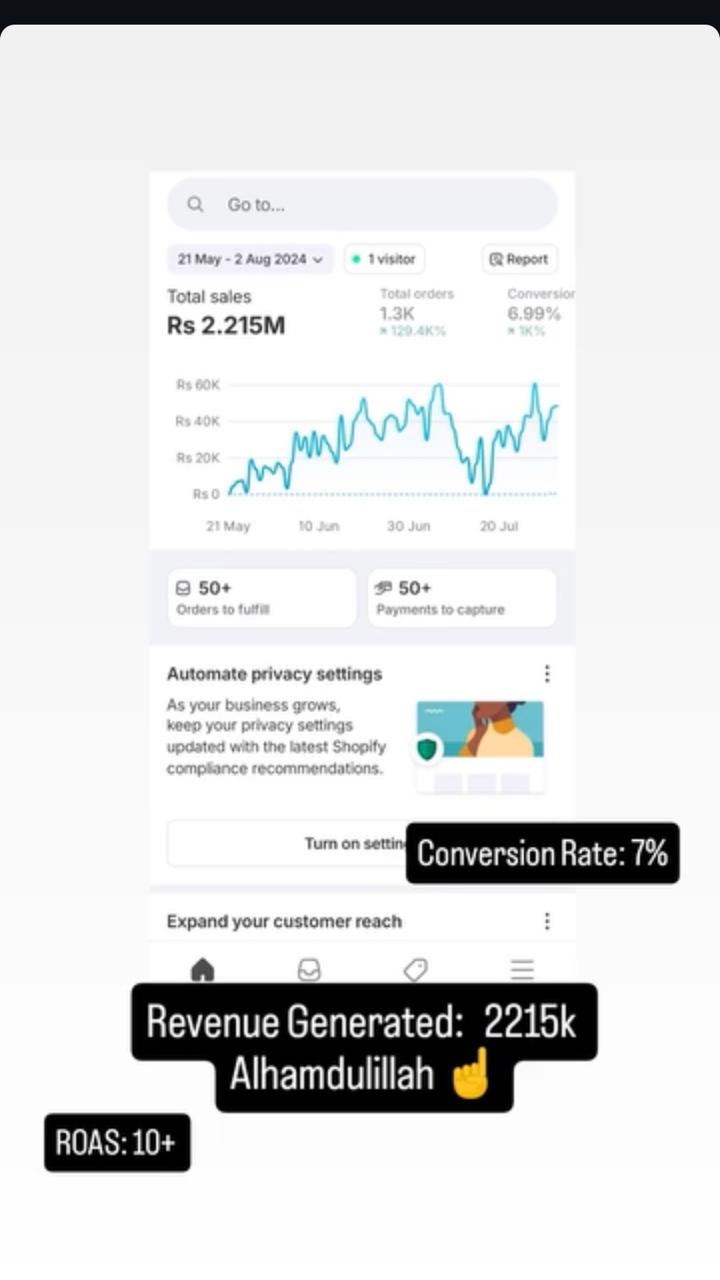 Go to...
21 May - 2 Aug 2024
1 visitor
Report
Total sales
Total orders
Conversion
Rs 2.215M
1.3K
6.99%
129.4K%
1K%
Rs 60K
Rs 40K
Rs 20K
Rs 0
21 May
10 Jun
30 Jun
20 Jul
50+
Orders to fulfill
50+
Payments to capture
Automate privacy settings
As your business grows,
keep your privacy settings
updated with the latest Shopify
compliance recommendations.
Turn on settin
Conversion Rate: 7%
Expand your customer reach
Revenue Generated: 2215k
Alhamdulillah ☝️
ROAS: 10+